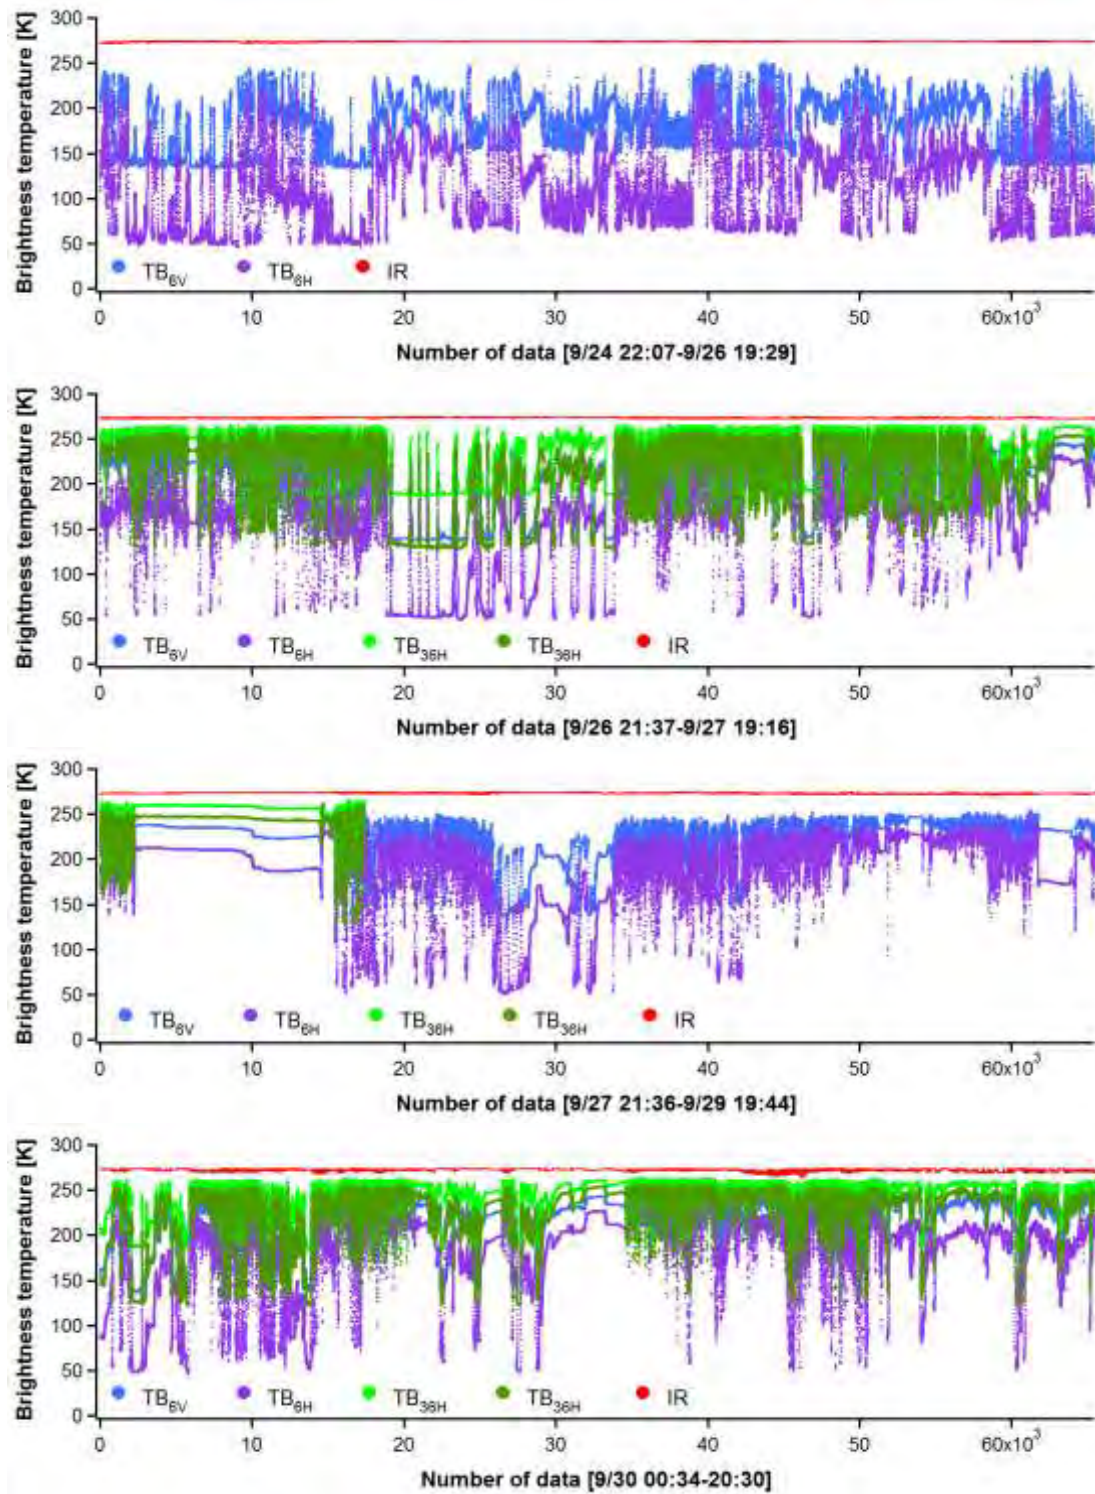 Brightness temperature [K]
300
250
200
150
100
50
0
TB6V TB6H IR
0 10 20 30 40 50 60x10³
Number of data [9/24 22:07-9/26 19:29]
Brightness temperature [K]
300
250
200
150
100
50
0
TB6V TB6H TB36H TB36H IR
0 10 20 30 40 50 60x10³
Number of data [9/26 21:37-9/27 19:16]
Brightness temperature [K]
300
250
200
150
100
50
0
TB6V TB6H TB36H TB36H IR
0 10 20 30 40 50 60x10³
Number of data [9/27 21:36-9/29 19:44]
Brightness temperature [K]
300
250
200
150
100
50
0
TB6V TB6H TB36H TB36H IR
0 10 20 30 40 50 60x10³
Number of data [9/30 00:34-20:30]